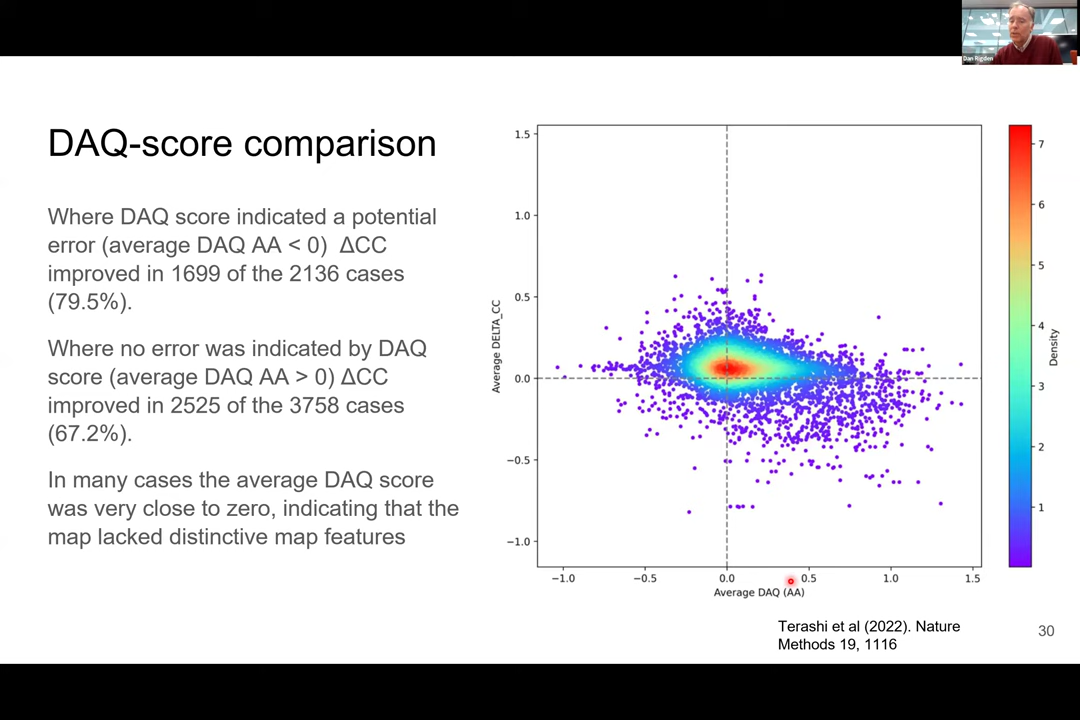 Dan Rigden
DAQ-score comparison
Where DAQ score indicated a potential
error (average DAQ AA < 0)  ΔCC
improved in 1699 of the 2136 cases
(79.5%).
Where no error was indicated by DAQ
score (average DAQ AA > 0) ΔCC
improved in 2525 of the 3758 cases
(67.2%).
In many cases the average DAQ score
was very close to zero, indicating that the
map lacked distinctive map features
Average DELTA_CC
1.5
1.0
0.5
0.0
−0.5
−1.0
−1.0
−0.5
0.0
0.5
1.0
1.5
Average DAQ (AA)
7
6
5
4
3
2
1
Density
Terashi et al (2022). Nature
Methods 19, 1116
30